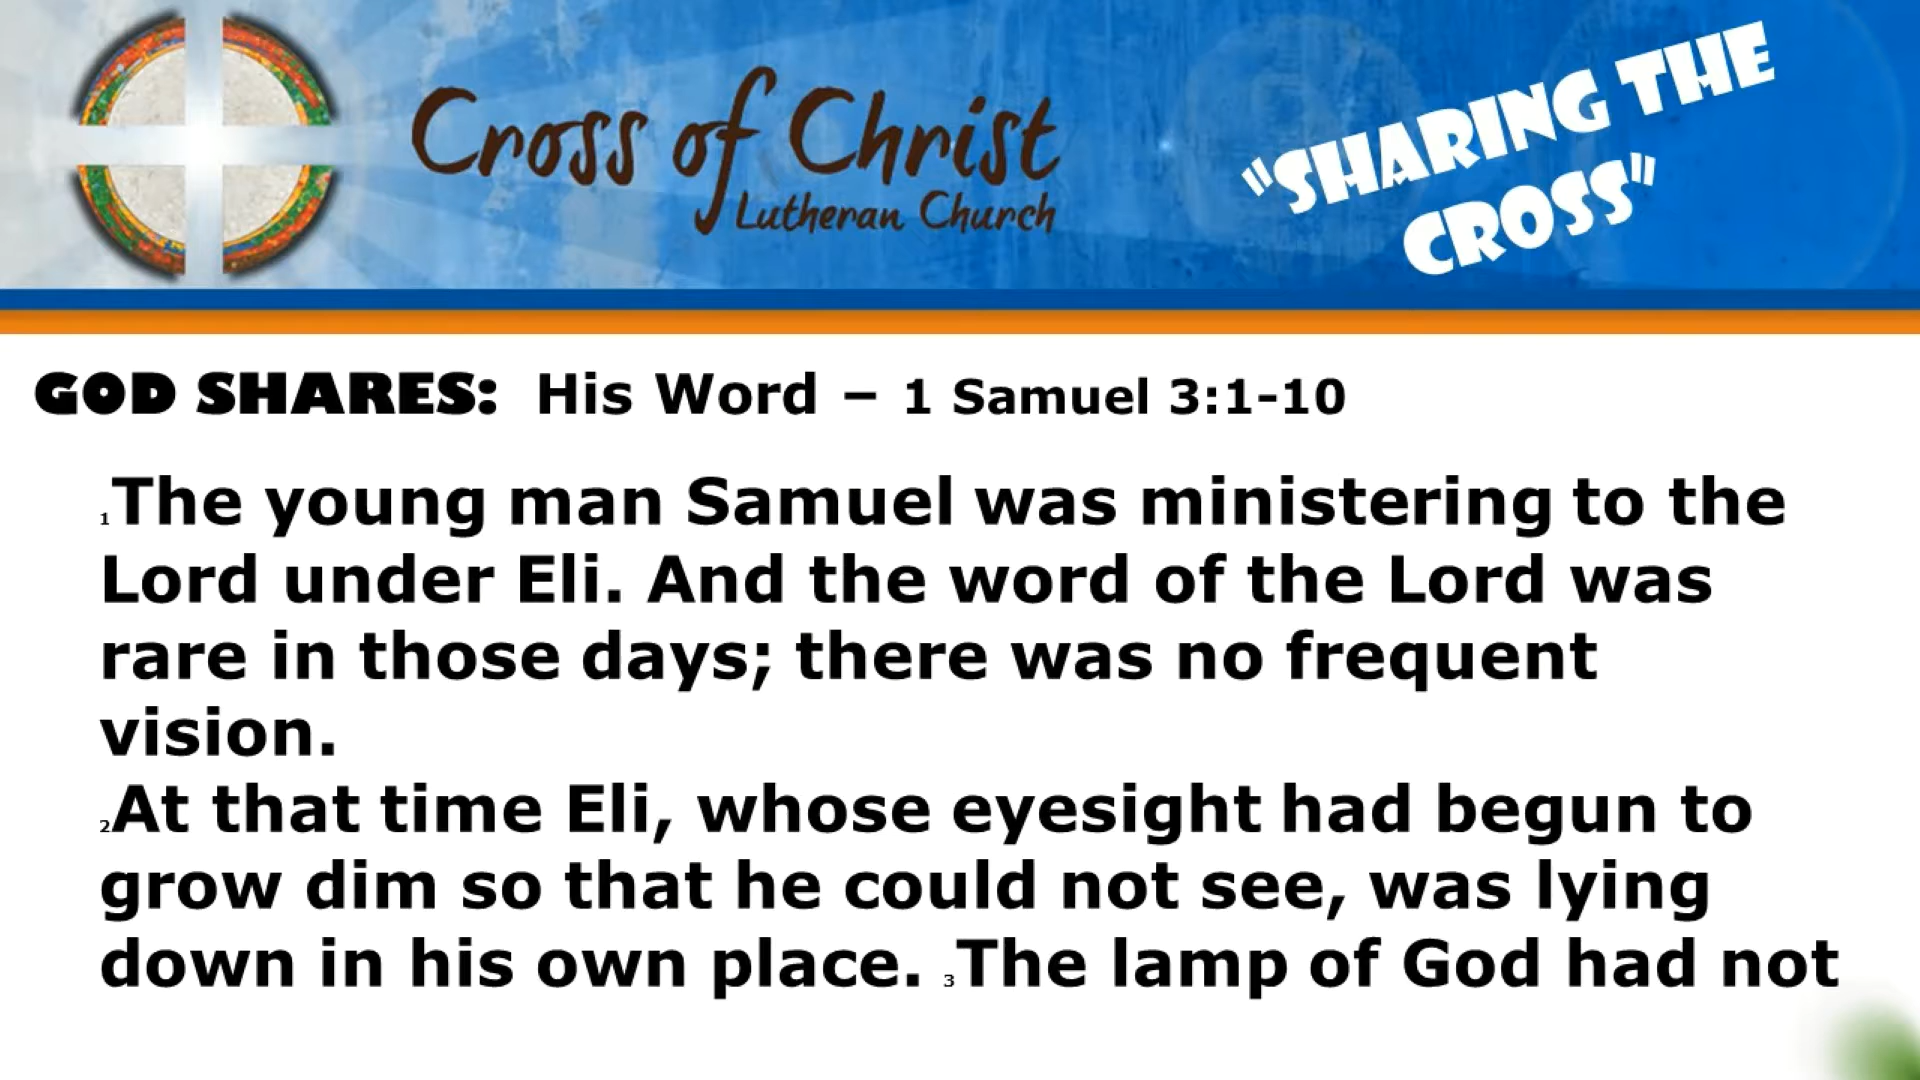 Cross of Christ
Lutheran Church
"SHARING THE
CROSS"
GOD SHARES: His Word – 1 Samuel 3:1-10
1The young man Samuel was ministering to the
Lord under Eli. And the word of the Lord was
rare in those days; there was no frequent
vision.
2At that time Eli, whose eyesight had begun to
grow dim so that he could not see, was lying
down in his own place. 3The lamp of God had not